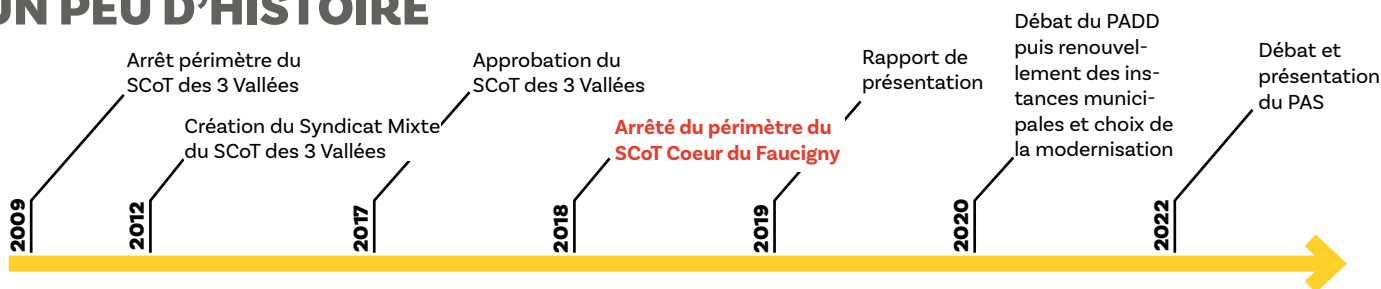 UN PEU D'HISTOIRE
Arrêt périmètre du
SCoT des 3 Vallées
Création du Syndicat Mixte
du SCoT des 3 Vallées
Approbation du
SCoT des 3 Vallées
Arrêté du périmètre du
SCoT Coeur du Faucigny
Rapport de
présentation
Débat du PADD
puis renouvel-
lement des ins-
tances munici-
pales et choix de
la modernisation
Débat et
présentation
du PAS
2009
2012
2017
2018
2019
2020
2022